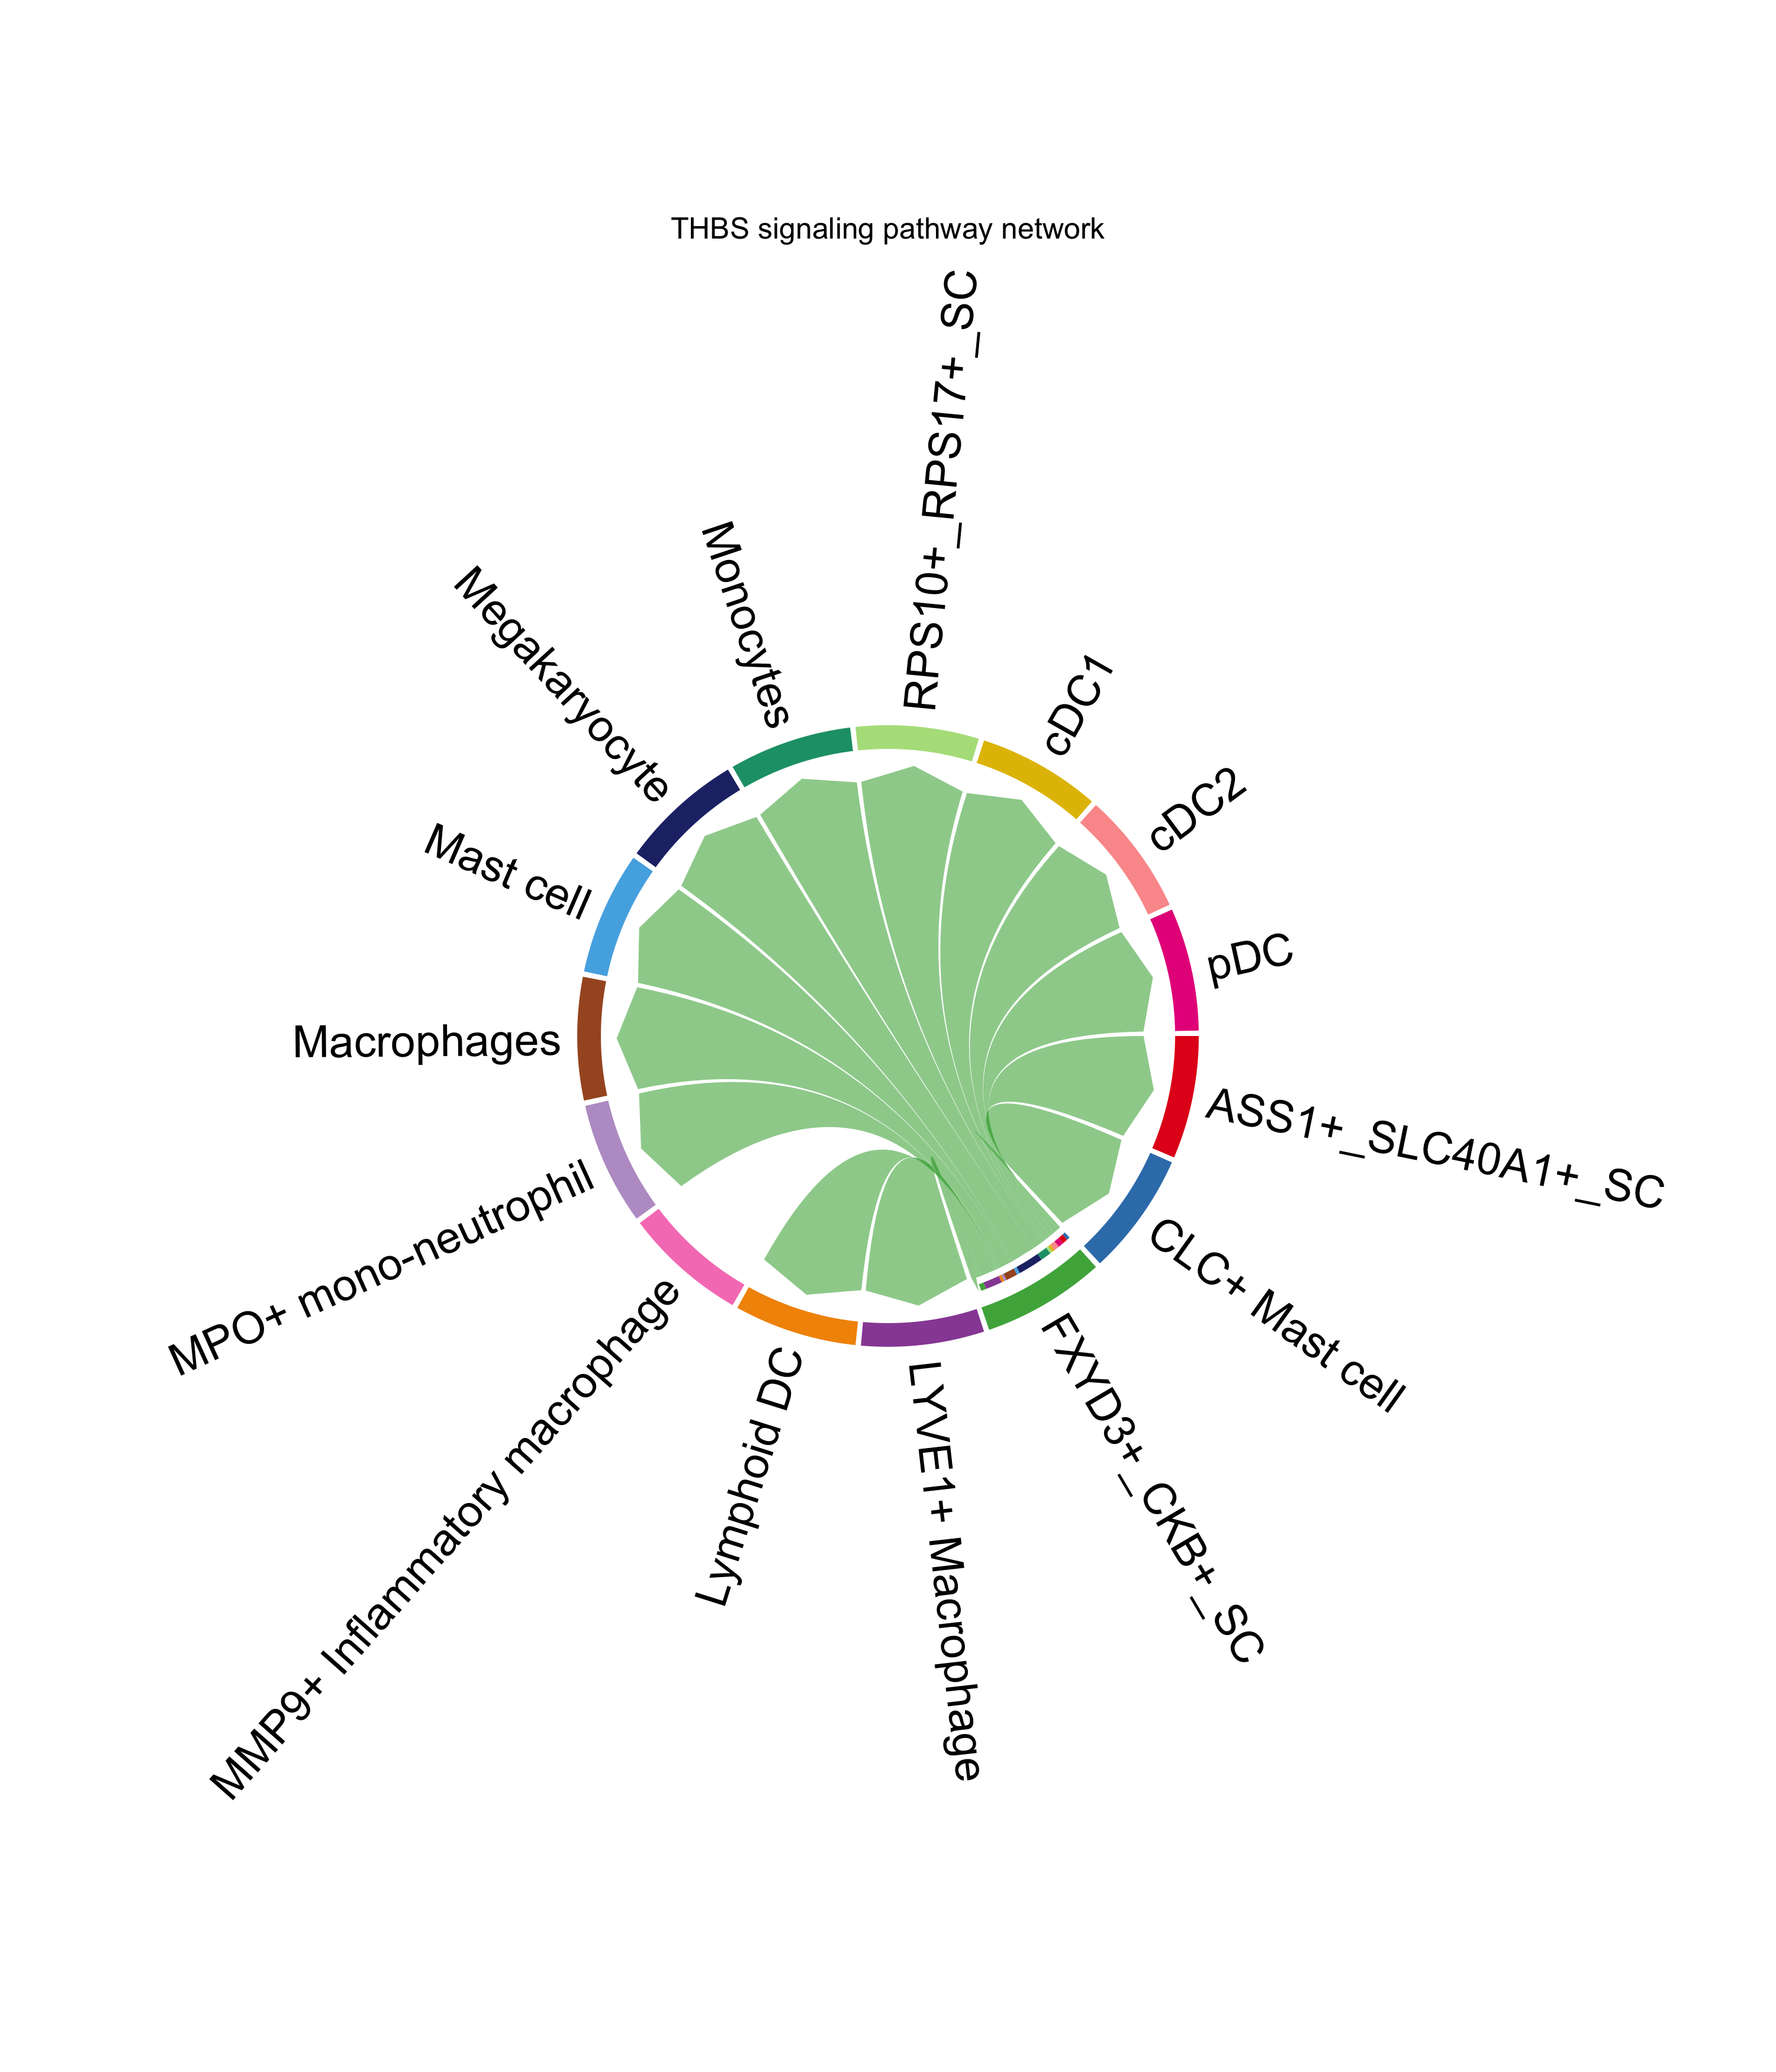 THBS signaling pathway network
RPS10+_RPS17+_SC
cDC1
cDC2
pDC
ASS1+_SLC40A1+_SC
CLC+ Mast cell
FXYD3+_CKB+_SC
LYVE1+ Macrophage
Lymphoid DC
MMP9+ Inflammatory macrophage
MPO+ mono-neutrophil
Macrophages
Mast cell
Megakaryocyte
Monocytes